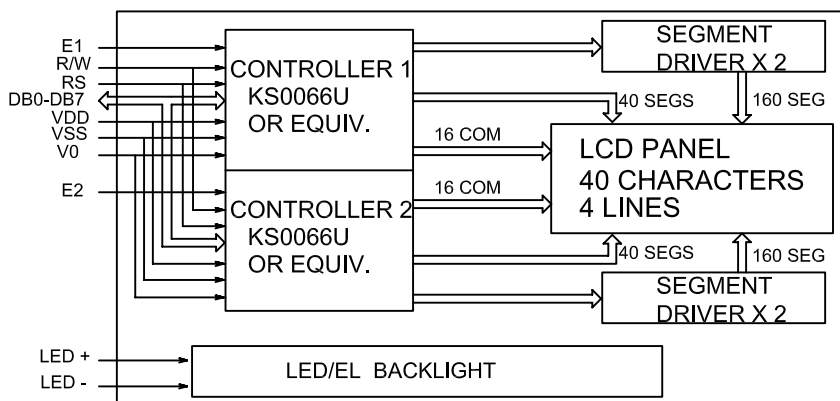 E1
R/W
RS
DB0-DB7
VDD
VSS
V0
E2
CONTROLLER 1
KS0066U
OR EQUIV.
CONTROLLER 2
KS0066U
OR EQUIV.
SEGMENT
DRIVER X 2
40 SEGS
160 SEG
16 COM
16 COM
LCD PANEL
40 CHARACTERS
4 LINES
40 SEGS
160 SEG
SEGMENT
DRIVER X 2
LED +
LED -
LED/EL BACKLIGHT